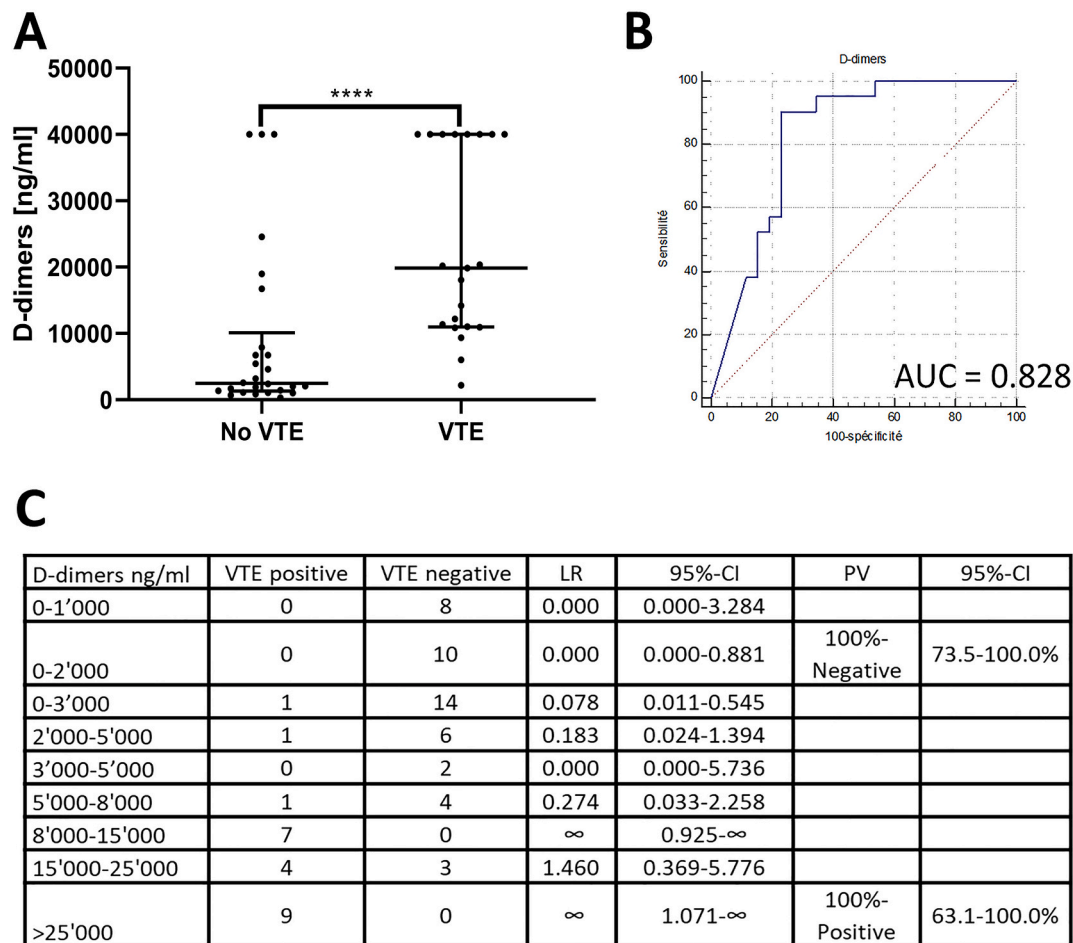 A
50000
40000
30000
20000
10000
0
D-dimers [ng/ml]
****
No VTE
VTE
B
D-dimers
100
80
60
40
20
0
Sensibilité
AUC = 0.828
0 20 40 60 80 100
100-spécificité
C
D-dimers ng/ml VTE positive VTE negative LR 95%-CI PV 95%-CI
0-1’000 0 8 0.000 0.000-3.284
0-2'000 0 10 0.000 0.000-0.881 100%-Negative 73.5-100.0%
0-3’000 1 14 0.078 0.011-0.545
2'000-5'000 1 6 0.183 0.024-1.394
3’000-5’000 0 2 0.000 0.000-5.736
5'000-8'000 1 4 0.274 0.033-2.258
8'000-15'000 7 0 ∞ 0.925-∞
15'000-25'000 4 3 1.460 0.369-5.776
>25'000 9 0 ∞ 1.071-∞ 100%-Positive 63.1-100.0%